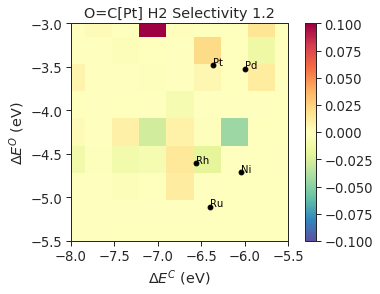 O=C[Pt] H2 Selectivity 1.2
−3.0
−3.5
−4.0
−4.5
−5.0
−5.5
ΔE^O (eV)
Pt
Pd
Rh
Ni
Ru
−8.0 −7.5 −7.0 −6.5 −6.0 −5.5
ΔE^C (eV)
0.100
0.075
0.050
0.025
0.000
−0.025
−0.050
−0.075
−0.100